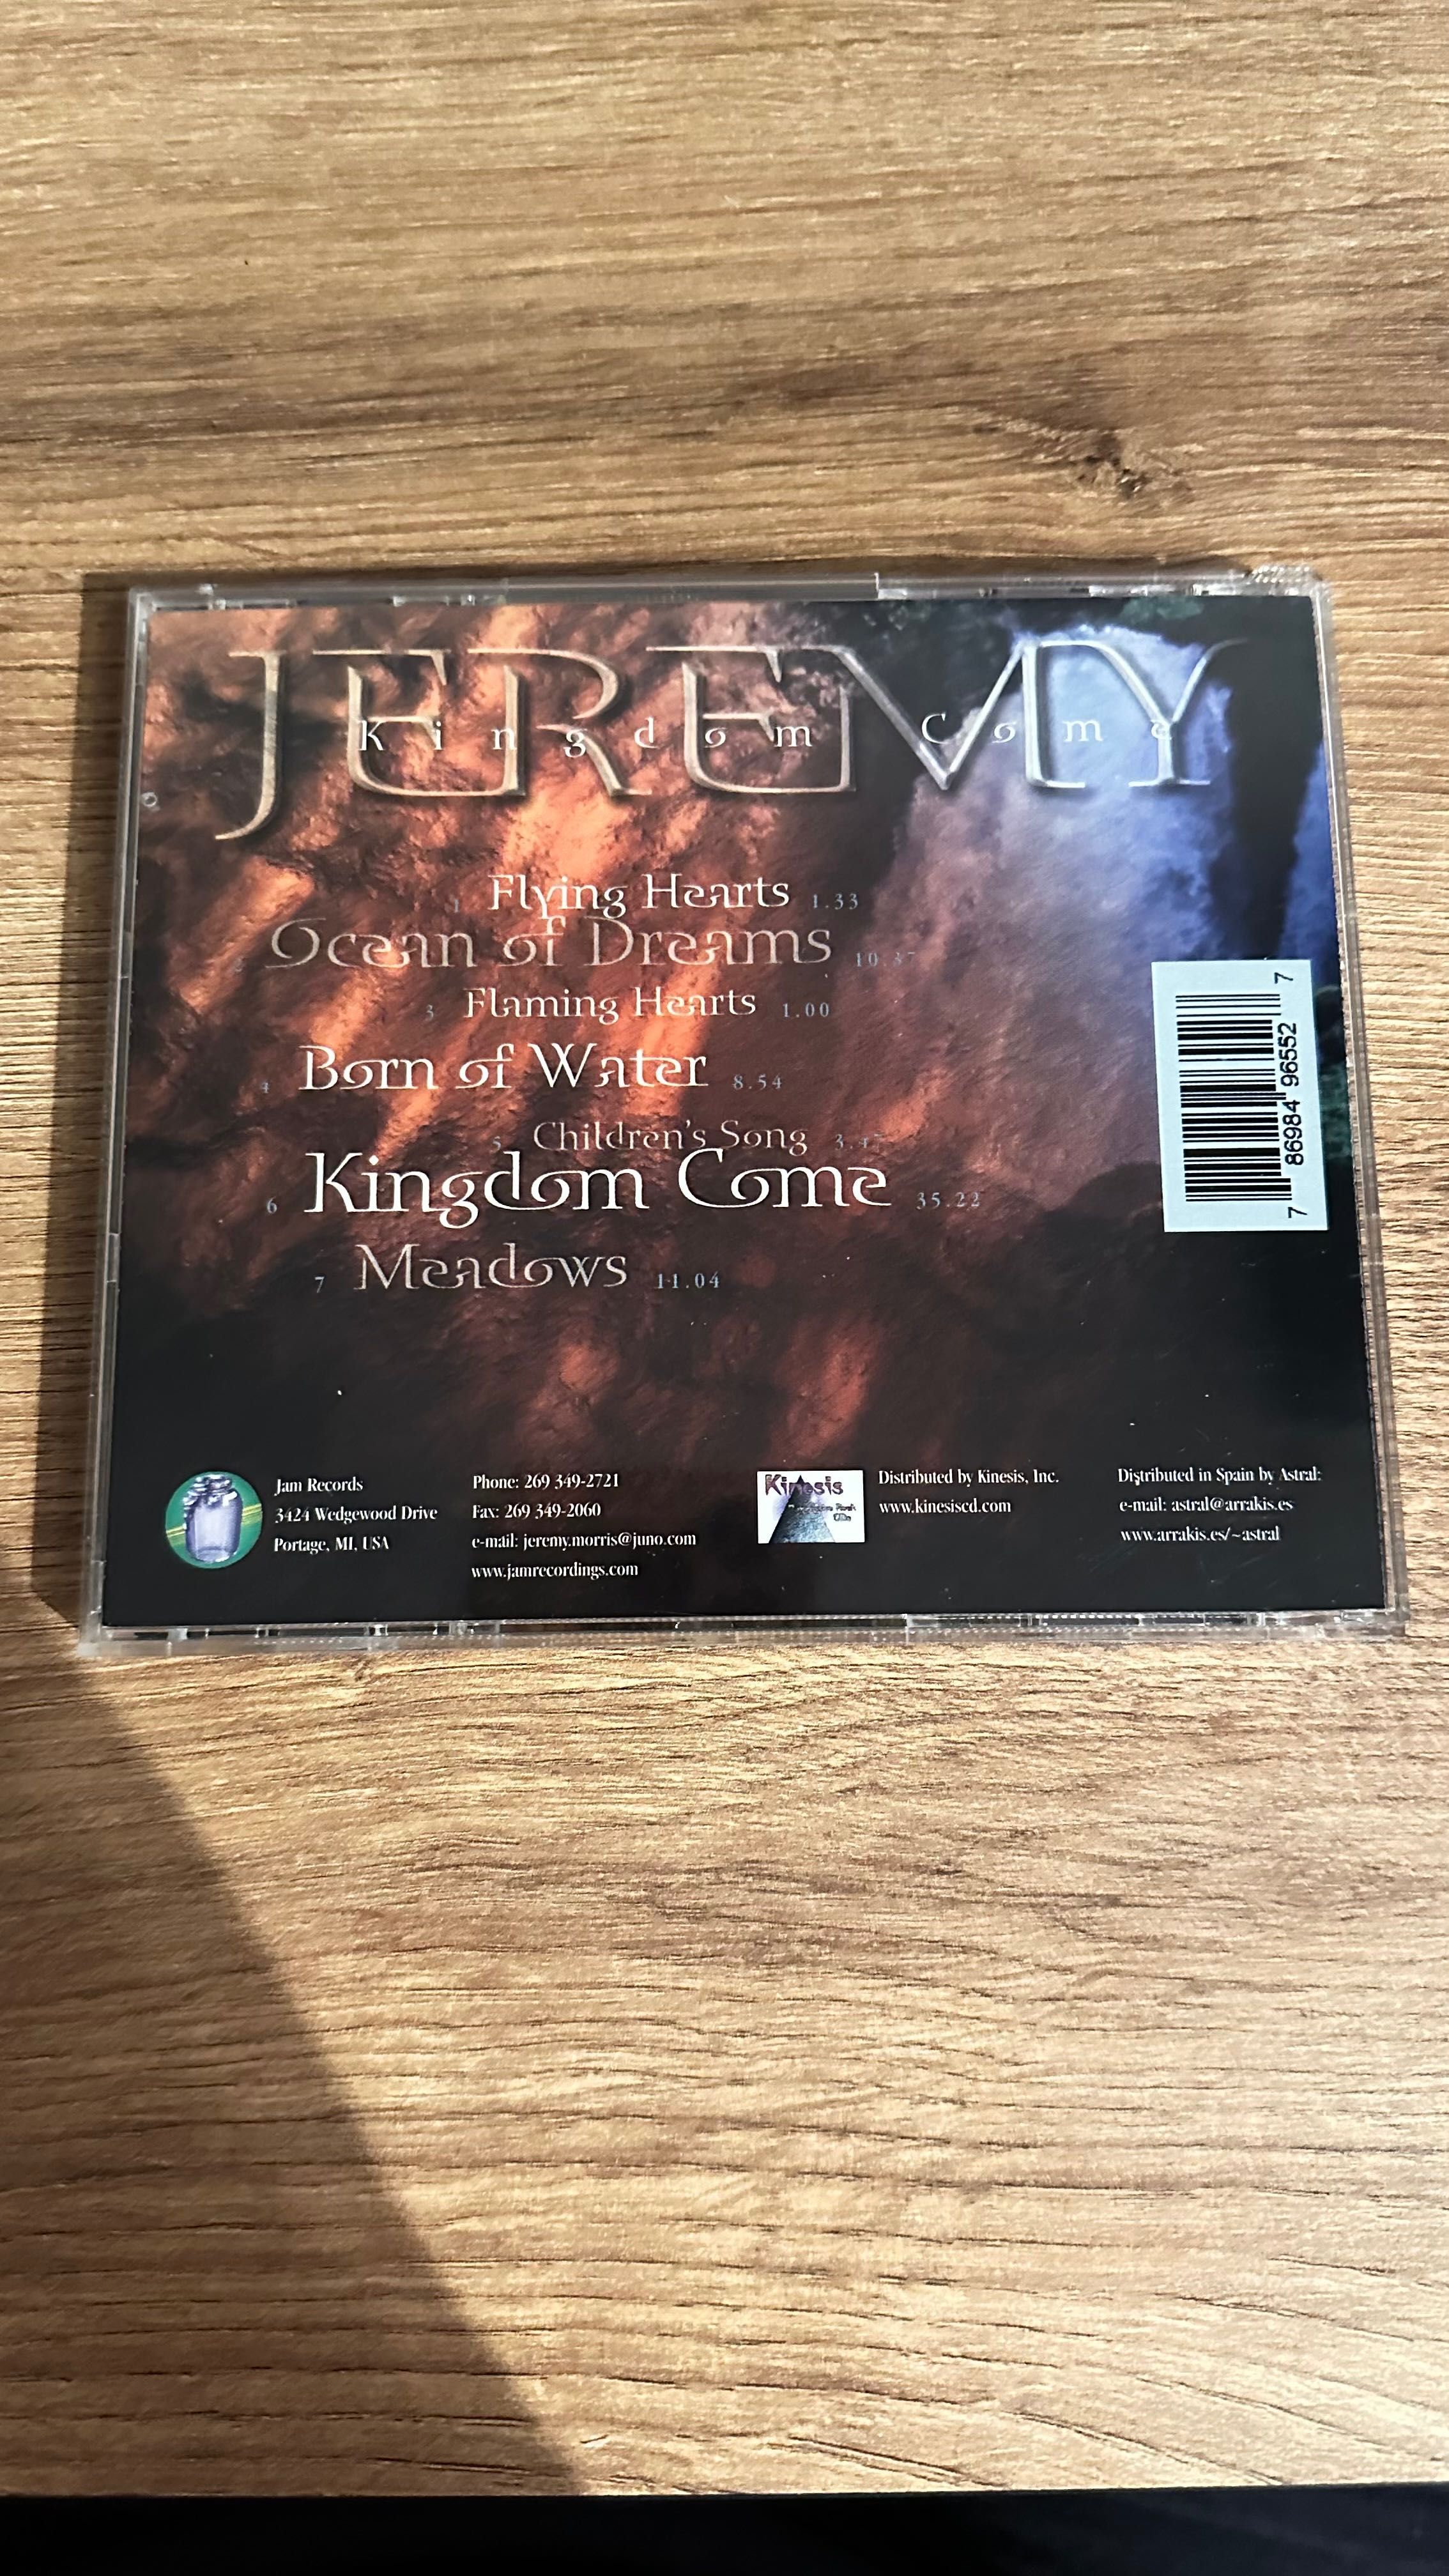 JEREMY
Kingdom Come
1 Flying Hearts 1.33
2 Ocean of Dreams 10.37
3 Flaming Hearts 1.00
4 Born of Water 8.54
5 Children's Song 3.47
6 Kingdom Come 35.22
7 Meadows 11.04
7 86984 96552 7
Jam Records
3424 Wedgewood Drive
Portage, MI, USA
Phone: 269 349-2721
Fax: 269 349-2060
e-mail: jeremy.morris@juno.com
www.jamrecordings.com
Kinesis
Distributed by Kinesis, Inc.
www.kinesiscd.com
Distributed in Spain by Astral:
e-mail: astral@arrakis.es
www.arrakis.es/~astral